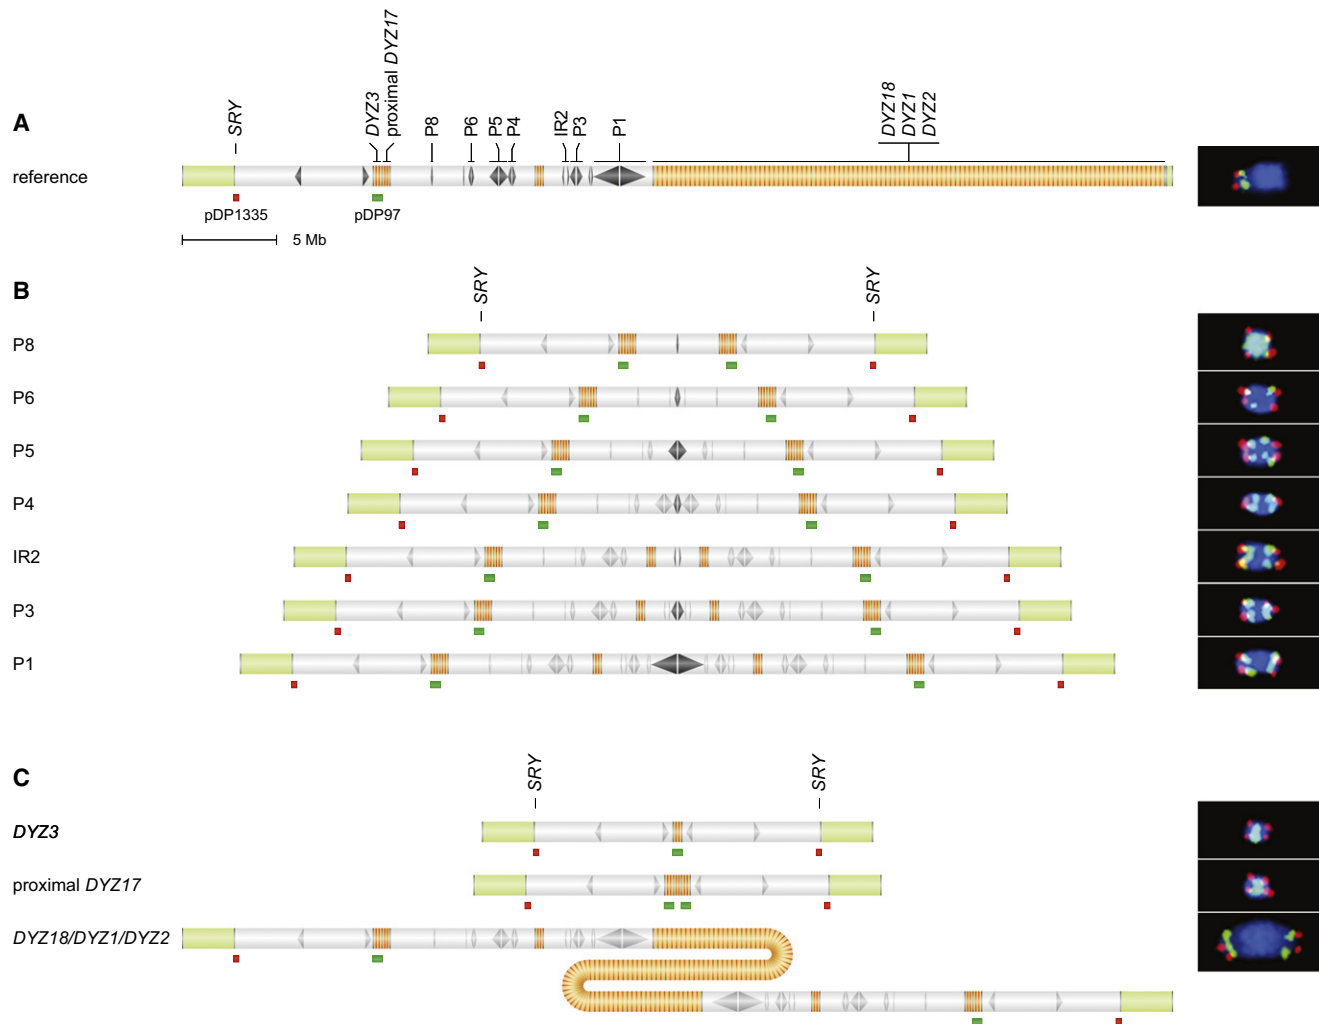 A
SRY
DYZ3
proximal DYZ17
P8
P6
P5
P4
IR2
P3
P1
DYZ18
DYZ1
DYZ2
reference
pDP1335
pDP97
5 Mb
B
SRY
SRY
P8
P6
P5
P4
IR2
P3
P1
C
SRY
SRY
DYZ3
proximal DYZ17
DYZ18/DYZ1/DYZ2